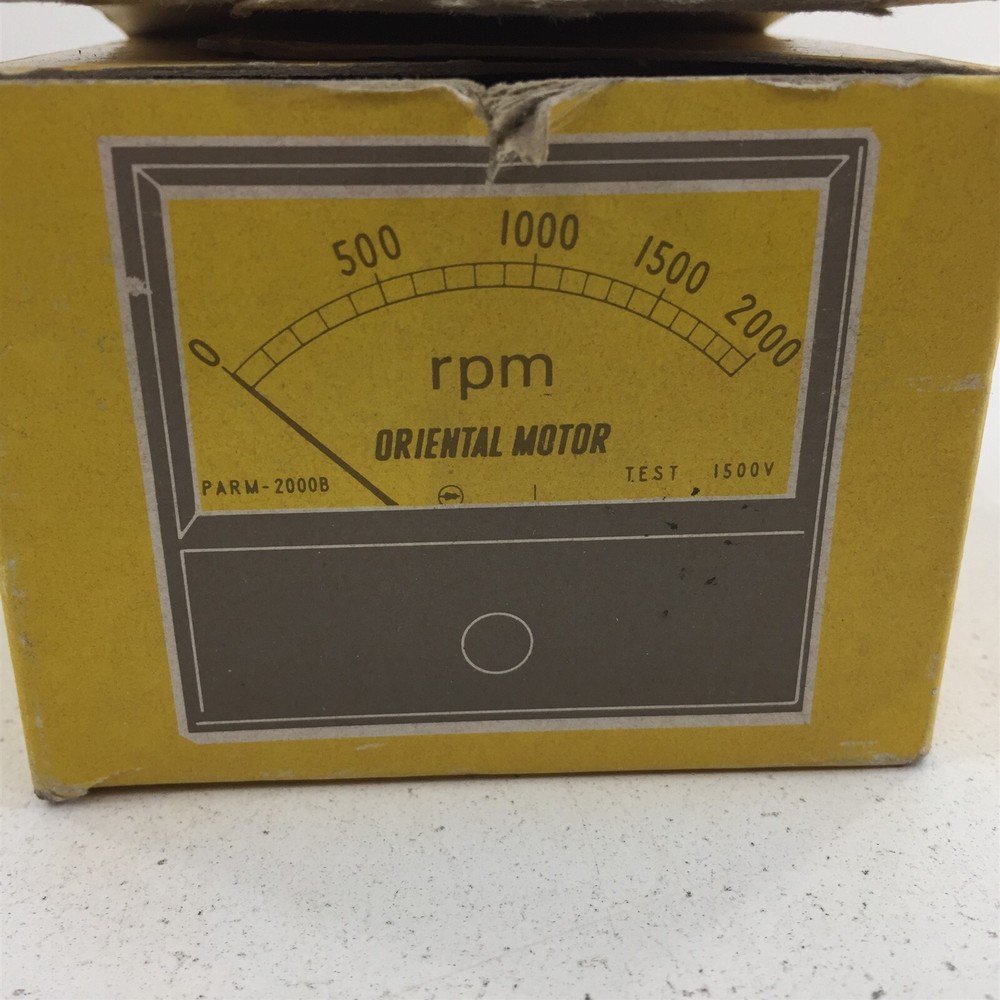 0 500 1000 1500 2000
rpm
ORIENTAL MOTOR
PARM-2000B TEST 1500V